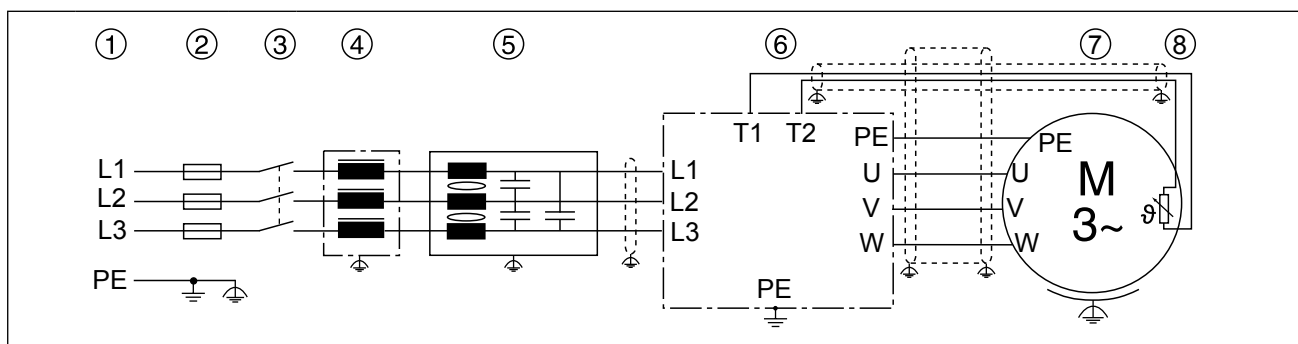 ① ② ③ ④ ⑤ ⑥ ⑦ ⑧
T1 T2
PE PE
L1 L1 U U M
L2 L2 V V 3~ ϑ
L3 L3 W W
PE PE